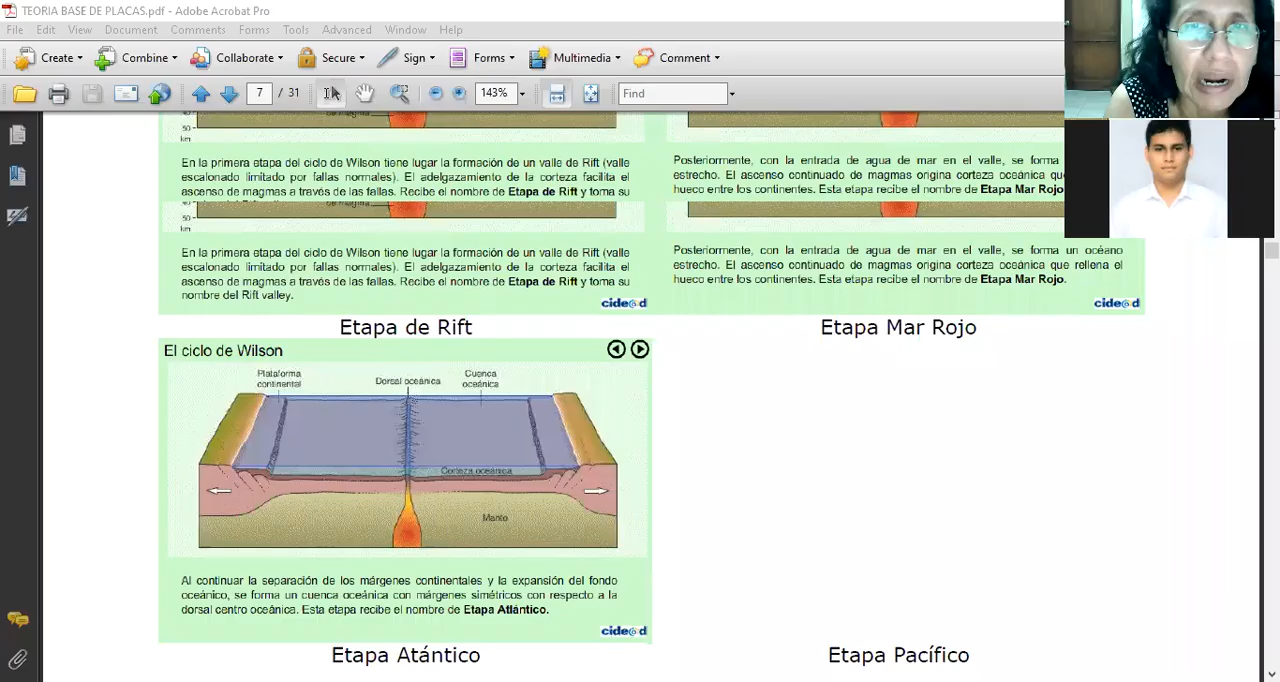 TEORIA BASE DE PLACAS.pdf - Adobe Acrobat Pro
File Edit View Document Comments Forms Tools Advanced Window Help
Create Combine Collaborate Secure Sign Forms Multimedia Comment
7 / 31 143% Find
50
km
En la primera etapa del ciclo de Wilson tiene lugar la formación de un valle de Rift (valle
escalonado limitado por fallas normales). El adelgazamiento de la corteza facilita el
ascenso de magmas a través de las fallas. Recibe el nombre de Etapa de Rift y toma su
Posteriormente, con la entrada de agua de mar en el valle, se forma
estrecho. El ascenso continuado de magmas origina corteza oceánica
hueco entre los continentes. Esta etapa recibe el nombre de Etapa Mar Rojo
de magma
50
km
En la primera etapa del ciclo de Wilson tiene lugar la formación de un valle de Rift (valle
escalonado limitado por fallas normales). El adelgazamiento de la corteza facilita el
ascenso de magmas a través de las fallas. Recibe el nombre de Etapa de Rift y toma su
nombre del Rift valley.
cidead
Posteriormente, con la entrada de agua de mar en el valle, se forma un océano
estrecho. El ascenso continuado de magmas origina corteza oceánica que rellena el
hueco entre los continentes. Esta etapa recibe el nombre de Etapa Mar Rojo.
cidead
Etapa de Rift
Etapa Mar Rojo
El ciclo de Wilson
Plataforma
continental
Dorsal oceánica
Cuenca
oceánica
Corteza oceánica
Manto
Al continuar la separación de los márgenes continentales y la expansión del fondo
oceánico, se forma un cuenca oceánica con márgenes simétricos con respecto a la
dorsal centro oceánica. Esta etapa recibe el nombre de Etapa Atlántico.
cidead
Etapa Atántico
Etapa Pacífico